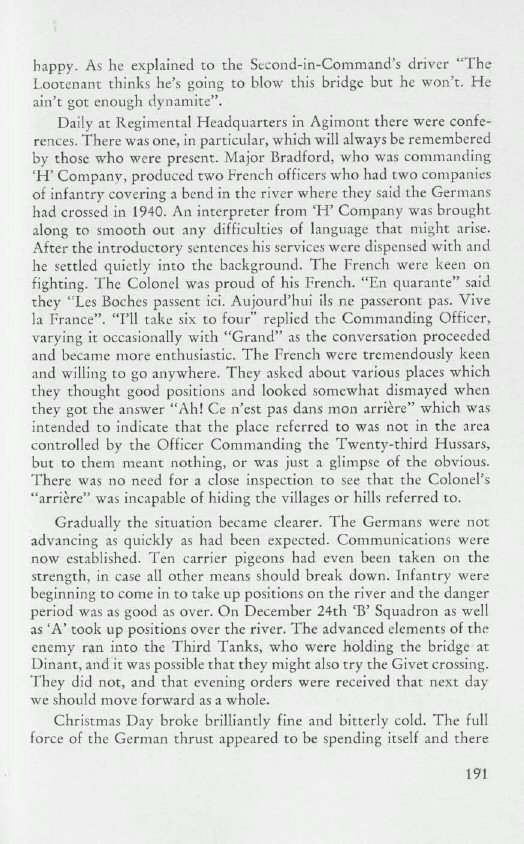 happy. As he explained to the Second-in-Command's driver “The
Lootenant thinks he's going to blow this bridge but he won't. He
ain't got enough dynamite”.
Daily at Regimental Headquarters in Agimont there were confe-
rences. There was one, in particular, which will always be remembered
by those who were present. Major Bradford, who was commanding
‘H’ Company, produced two French officers who had two companies
of infantry covering a bend in the river where they said the Germans
had crossed in 1940. An interpreter from ‘H’ Company was brought
along to smooth out any difficulties of language that might arise.
After the introductory sentences his services were dispensed with and
he settled quietly into the background. The French were keen on
fighting. The Colonel was proud of his French. “En quarante” said
they “Les Boches passent ici. Aujourd'hui ils ne passeront pas. Vive
la France”. “I'll take six to four” replied the Commanding Officer,
varying it occasionally with “Grand” as the conversation proceeded
and became more enthusiastic. The French were tremendously keen
and willing to go anywhere. They asked about various places which
they thought good positions and looked somewhat dismayed when
they got the answer “Ah! Ce n'est pas dans mon arrière” which was
intended to indicate that the place referred to was not in the area
controlled by the Officer Commanding the Twenty-third Hussars,
but to them meant nothing, or was just a glimpse of the obvious.
There was no need for a close inspection to see that the Colonel's
“arrière” was incapable of hiding the villages or hills referred to.
Gradually the situation became clearer. The Germans were not
advancing as quickly as had been expected. Communications were
now established. Ten carrier pigeons had even been taken on the
strength, in case all other means should break down. Infantry were
beginning to come in to take up positions on the river and the danger
period was as good as over. On December 24th ‘B’ Squadron as well
as ‘A’ took up positions over the river. The advanced elements of the
enemy ran into the Third Tanks, who were holding the bridge at
Dinant, and it was possible that they might also try the Givet crossing.
They did not, and that evening orders were received that next day
we should move forward as a whole.
Christmas Day broke brilliantly fine and bitterly cold. The full
force of the German thrust appeared to be spending itself and there
191